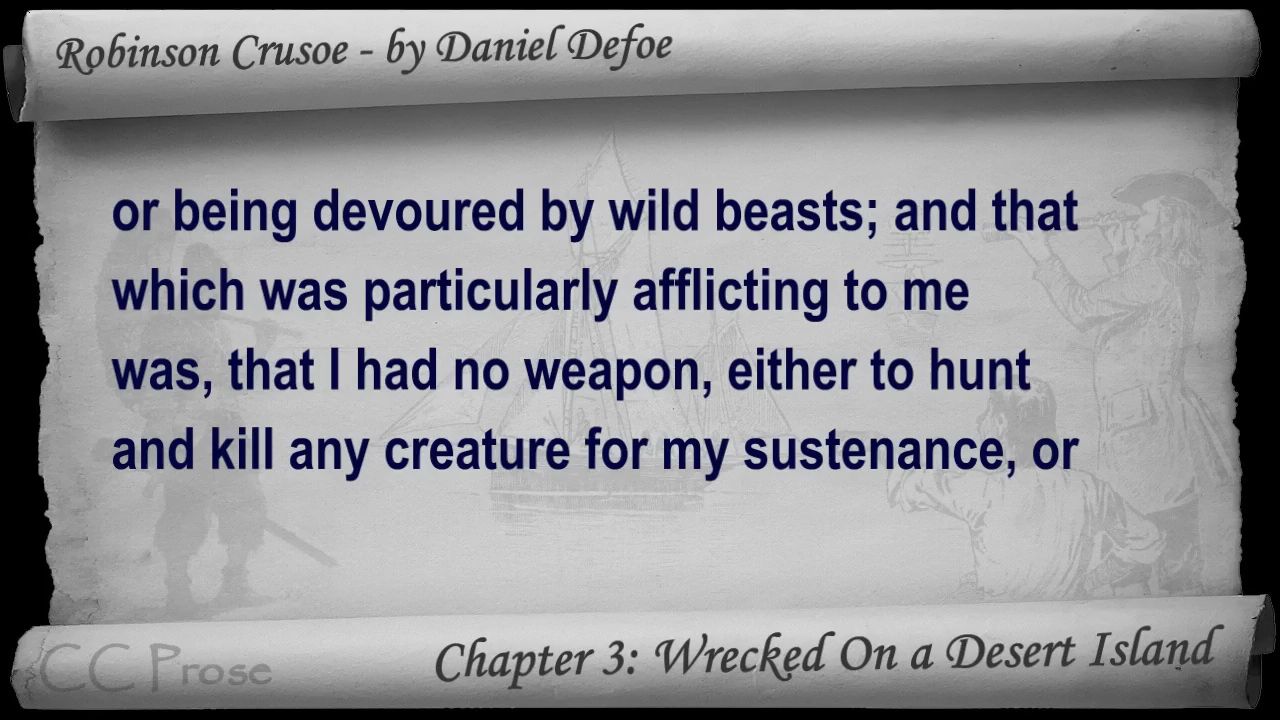 Robinson Crusoe - by Daniel Defoe
or being devoured by wild beasts; and that
which was particularly afflicting to me
was, that I had no weapon, either to hunt
and kill any creature for my sustenance, or
CC Prose
Chapter 3: Wrecked On a Desert Island